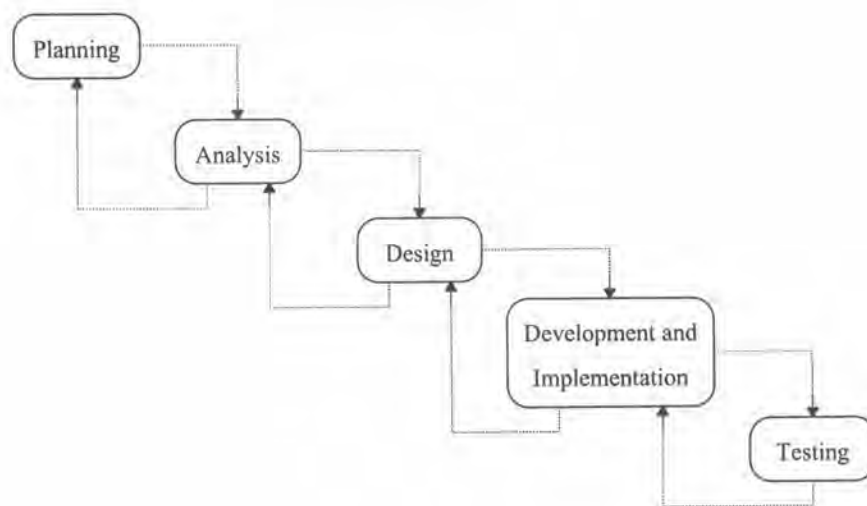 Planning
Analysis
Design
Development and
Implementation
Testing